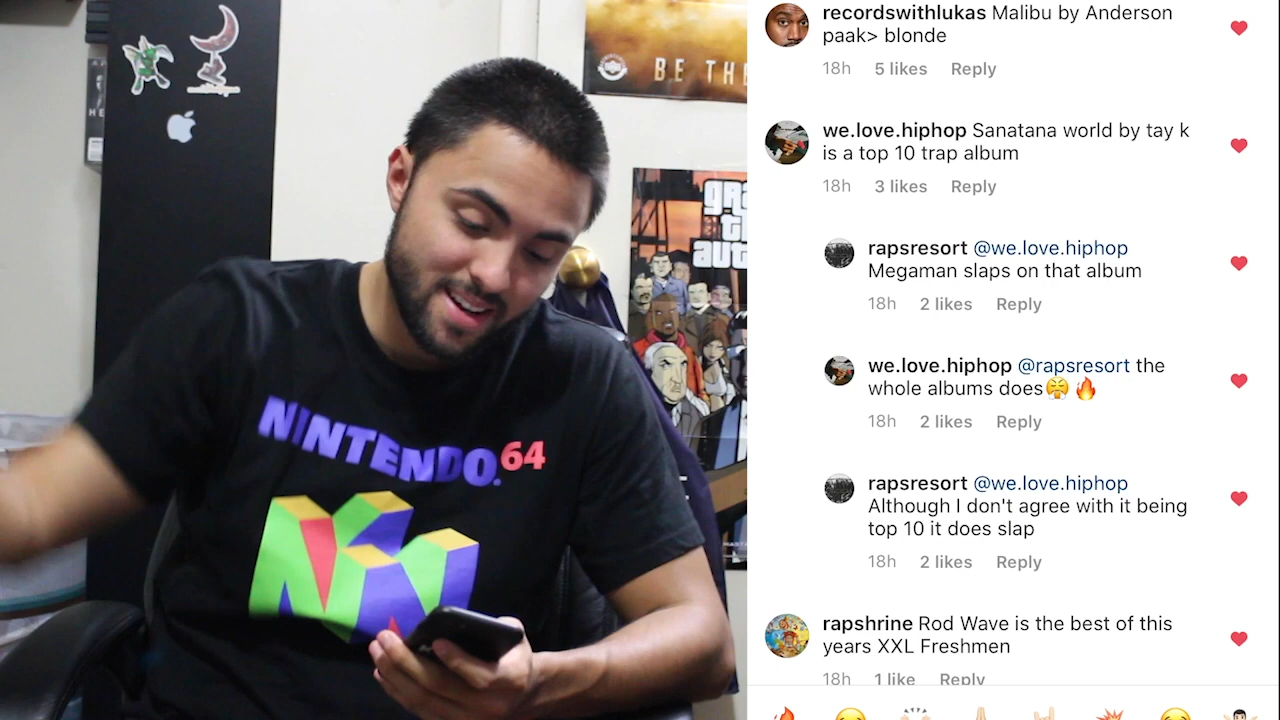 BE THE
gra
th
auto
HE
NINTENDO.64
recordswithlukas Malibu by Anderson
paak> blonde
18h 5 likes Reply
we.love.hiphop Sanatana world by tay k
is a top 10 trap album
18h 3 likes Reply
rapsresort @we.love.hiphop
Megaman slaps on that album
18h 2 likes Reply
we.love.hiphop @rapsresort the
whole albums does😤🔥
18h 2 likes Reply
rapsresort @we.love.hiphop
Although I don't agree with it being
top 10 it does slap
18h 2 likes Reply
rapshrine Rod Wave is the best of this
years XXL Freshmen
18h 1 like Reply